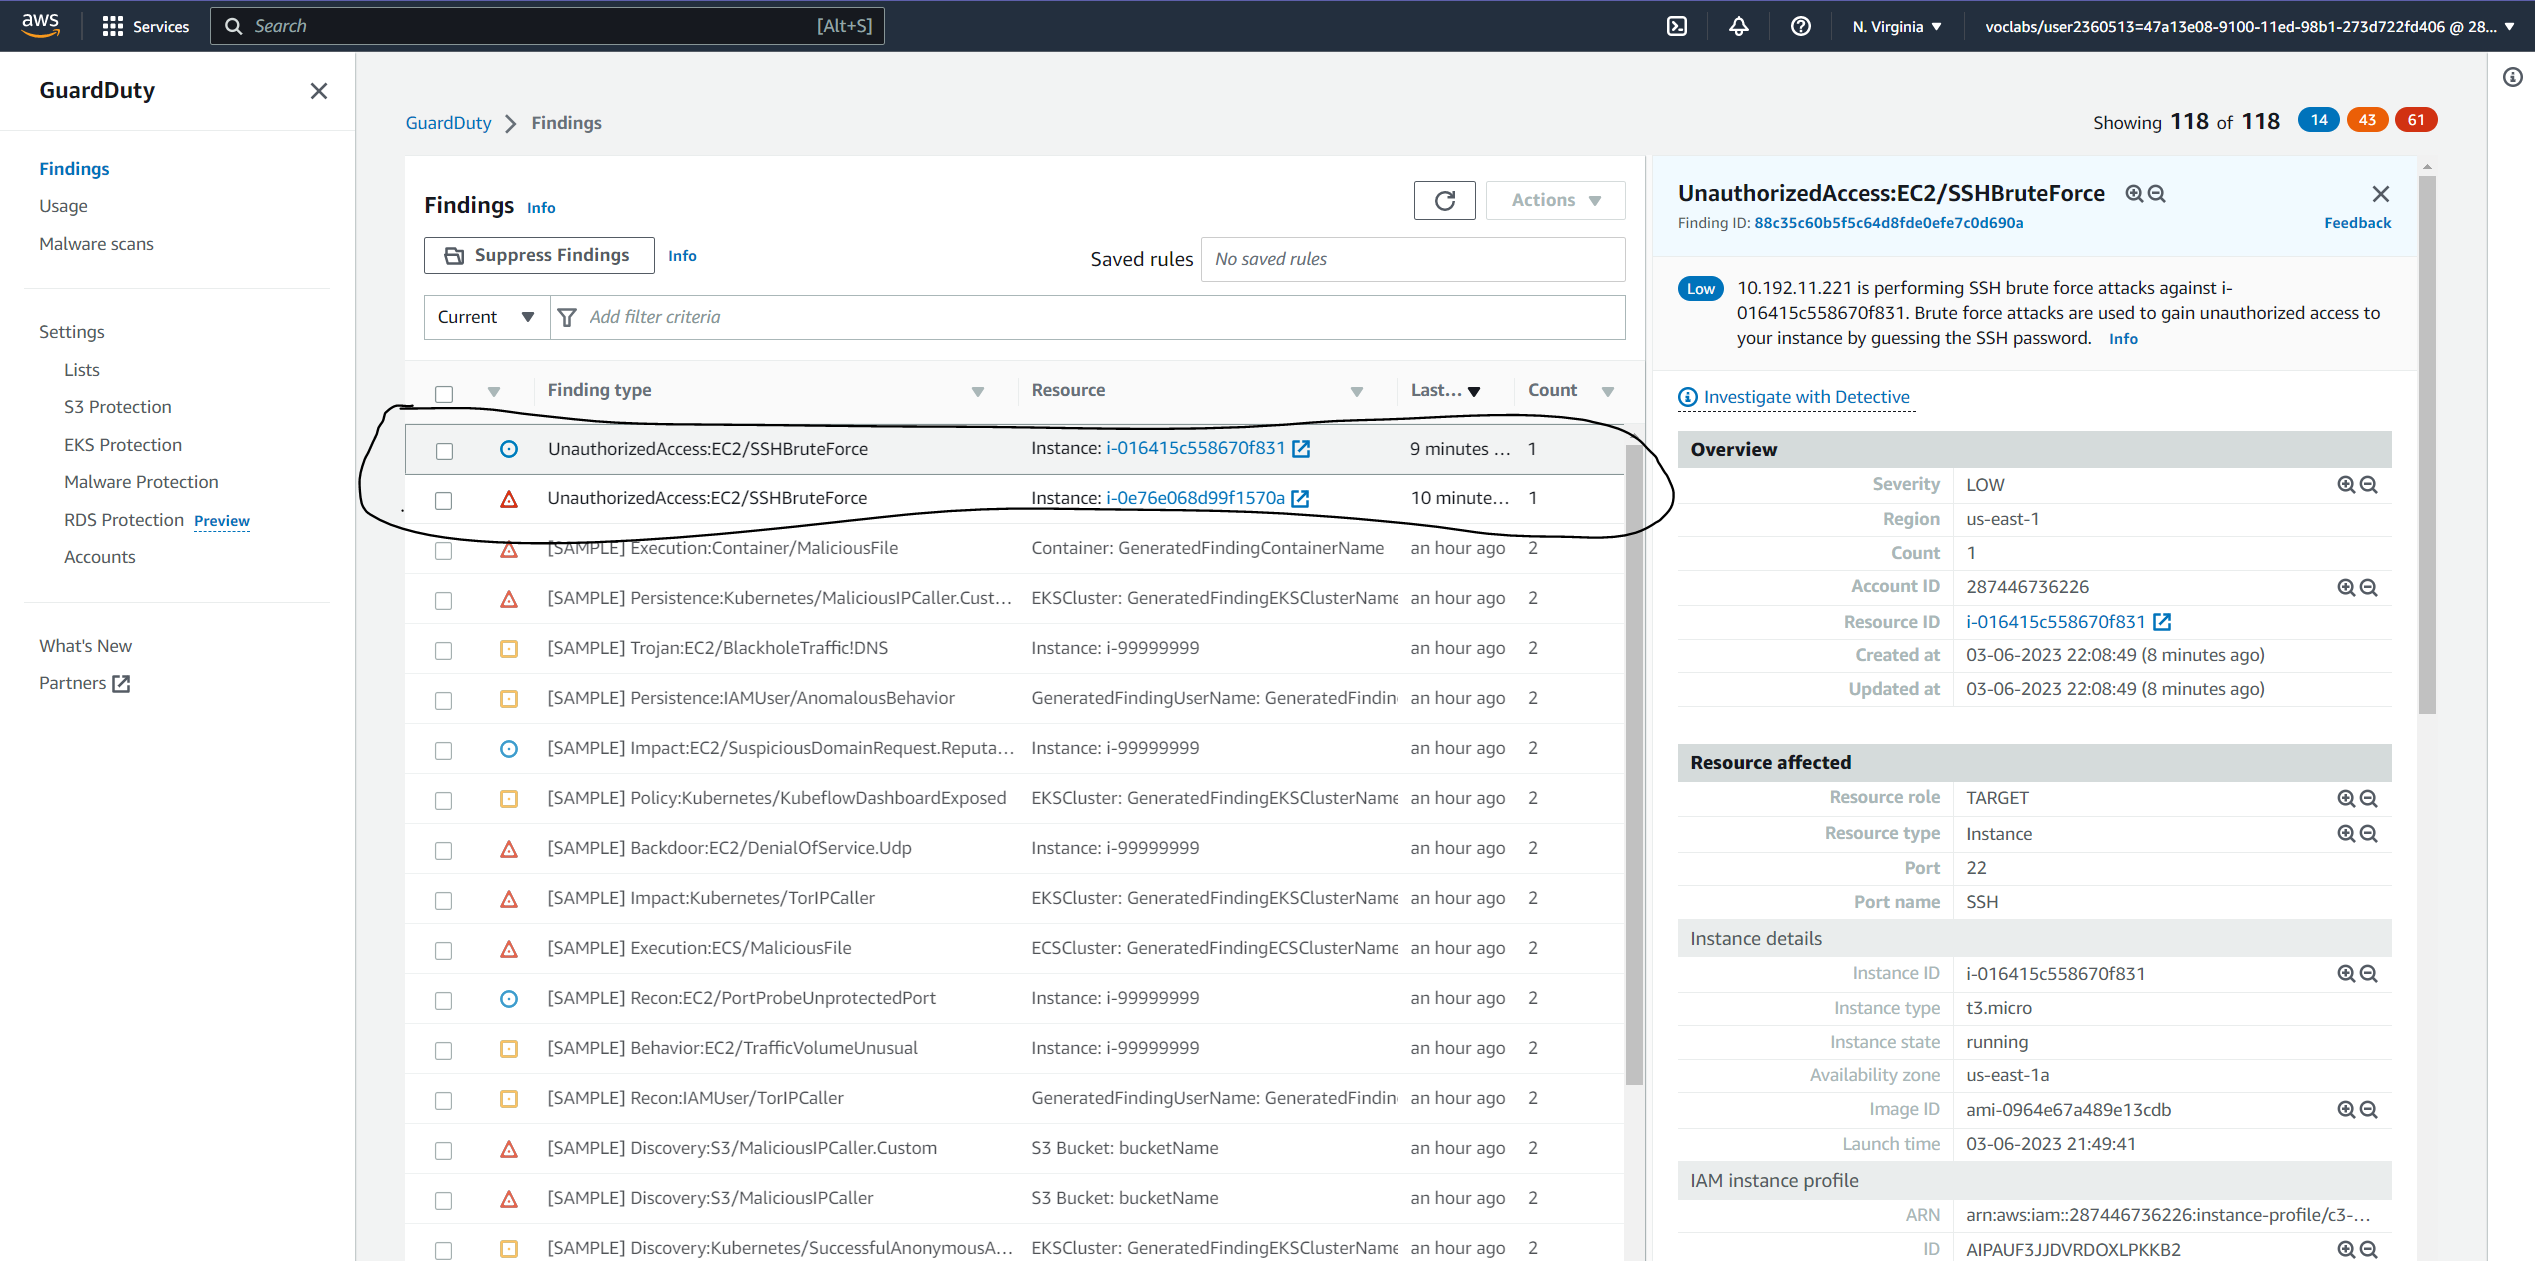 aws
Services
Search [Alt+S]
N. Virginia
voclabs/user2360513=47a13e08-9100-11ed-98b1-273d722fd406 @ 28...
GuardDuty
Findings
Usage
Malware scans
Settings
Lists
S3 Protection
EKS Protection
Malware Protection
RDS Protection Preview
Accounts
What's New
Partners
GuardDuty > Findings
Showing 118 of 118 14 43 61
Findings Info
Actions
Suppress Findings Info
Saved rules No saved rules
Current Add filter criteria
Finding type Resource Last... Count
UnauthorizedAccess:EC2/SSHBruteForce Instance: i-016415c558670f831 9 minutes ... 1
UnauthorizedAccess:EC2/SSHBruteForce Instance: i-0e76e068d99f1570a 10 minute... 1
[SAMPLE] Execution:Container/MaliciousFile Container: GeneratedFindingContainerName an hour ago 2
[SAMPLE] Persistence:Kubernetes/MaliciousIPCaller.Cust... EKSCluster: GeneratedFindingEKSClusterName an hour ago 2
[SAMPLE] Trojan:EC2/BlackholeTraffic!DNS Instance: i-99999999 an hour ago 2
[SAMPLE] Persistence:IAMUser/AnomalousBehavior GeneratedFindingUserName: GeneratedFindin an hour ago 2
[SAMPLE] Impact:EC2/SuspiciousDomainRequest.Reputa... Instance: i-99999999 an hour ago 2
[SAMPLE] Policy:Kubernetes/KubeflowDashboardExposed EKSCluster: GeneratedFindingEKSClusterName an hour ago 2
[SAMPLE] Backdoor:EC2/DenialOfService.Udp Instance: i-99999999 an hour ago 2
[SAMPLE] Impact:Kubernetes/TorIPCaller EKSCluster: GeneratedFindingEKSClusterName an hour ago 2
[SAMPLE] Execution:ECS/MaliciousFile ECSCluster: GeneratedFindingECSClusterName an hour ago 2
[SAMPLE] Recon:EC2/PortProbeUnprotectedPort Instance: i-99999999 an hour ago 2
[SAMPLE] Behavior:EC2/TrafficVolumeUnusual Instance: i-99999999 an hour ago 2
[SAMPLE] Recon:IAMUser/TorIPCaller GeneratedFindingUserName: GeneratedFindin an hour ago 2
[SAMPLE] Discovery:S3/MaliciousIPCaller.Custom S3 Bucket: bucketName an hour ago 2
[SAMPLE] Discovery:S3/MaliciousIPCaller S3 Bucket: bucketName an hour ago 2
[SAMPLE] Discovery:Kubernetes/SuccessfulAnonymousA... EKSCluster: GeneratedFindingEKSClusterName an hour ago 2
UnauthorizedAccess:EC2/SSHBruteForce
Finding ID: 88c35c60b5f5c64d8fde0efe7c0d690a Feedback
Low 10.192.11.221 is performing SSH brute force attacks against i-
016415c558670f831. Brute force attacks are used to gain unauthorized access to
your instance by guessing the SSH password. Info
Investigate with Detective
Overview
Severity LOW
Region us-east-1
Count 1
Account ID 287446736226
Resource ID i-016415c558670f831
Created at 03-06-2023 22:08:49 (8 minutes ago)
Updated at 03-06-2023 22:08:49 (8 minutes ago)
Resource affected
Resource role TARGET
Resource type Instance
Port 22
Port name SSH
Instance details
Instance ID i-016415c558670f831
Instance type t3.micro
Instance state running
Availability zone us-east-1a
Image ID ami-0964e67a489e13cdb
Launch time 03-06-2023 21:49:41
IAM instance profile
ARN arn:aws:iam::287446736226:instance-profile/c3-...
ID AIPAUF3JJDVRDOXLPKKB2